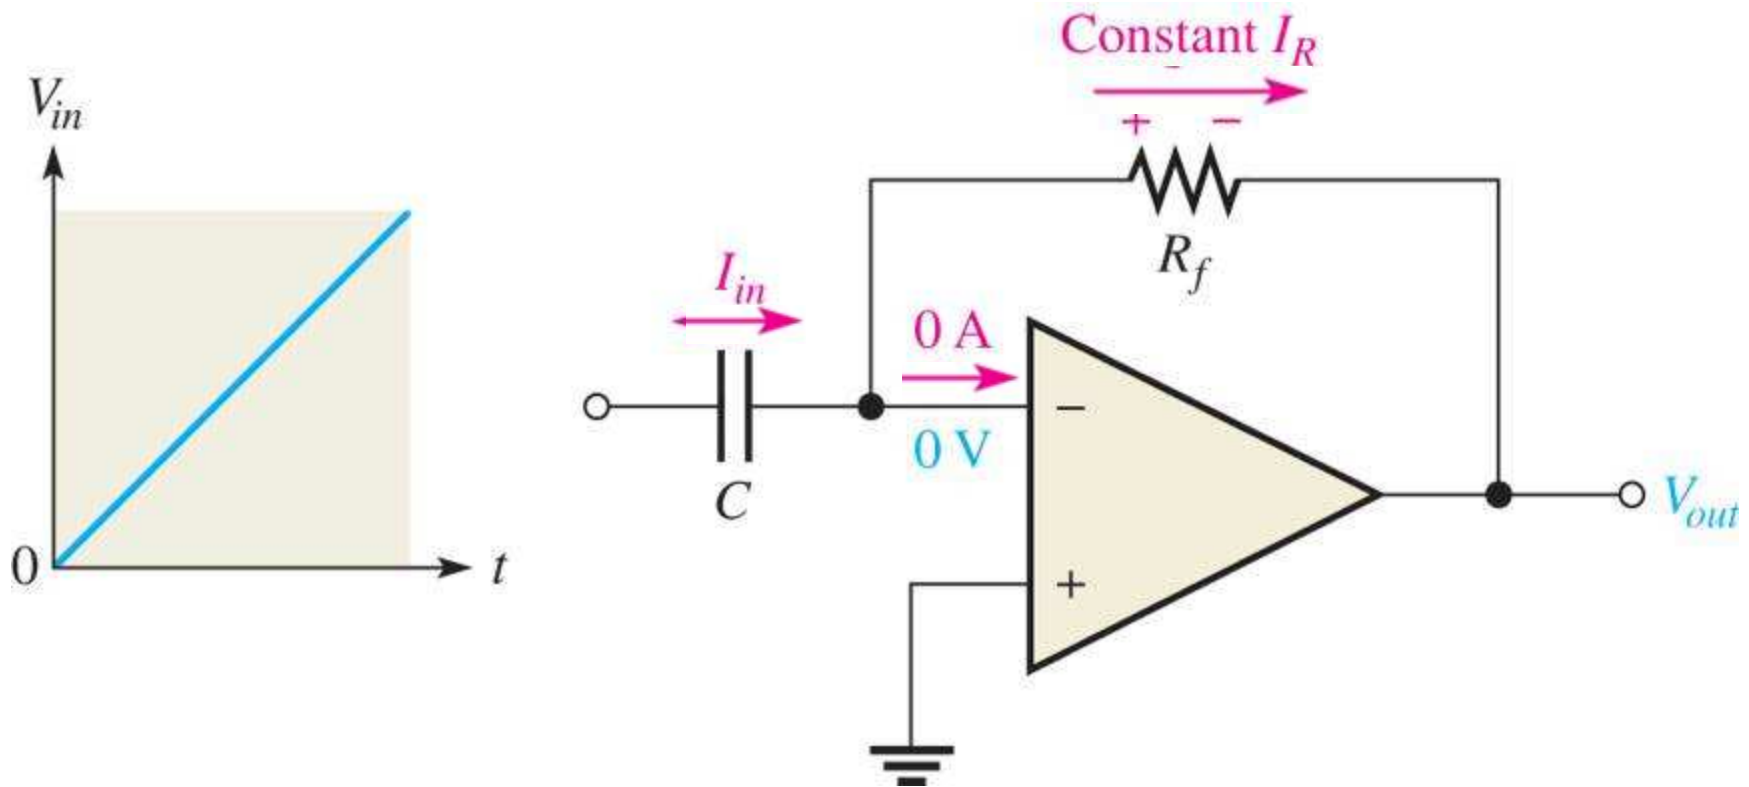 Constant I_R
V_in
+ −
R_f
I_in
0 A
−
0 V
C
V_out
0
t
+